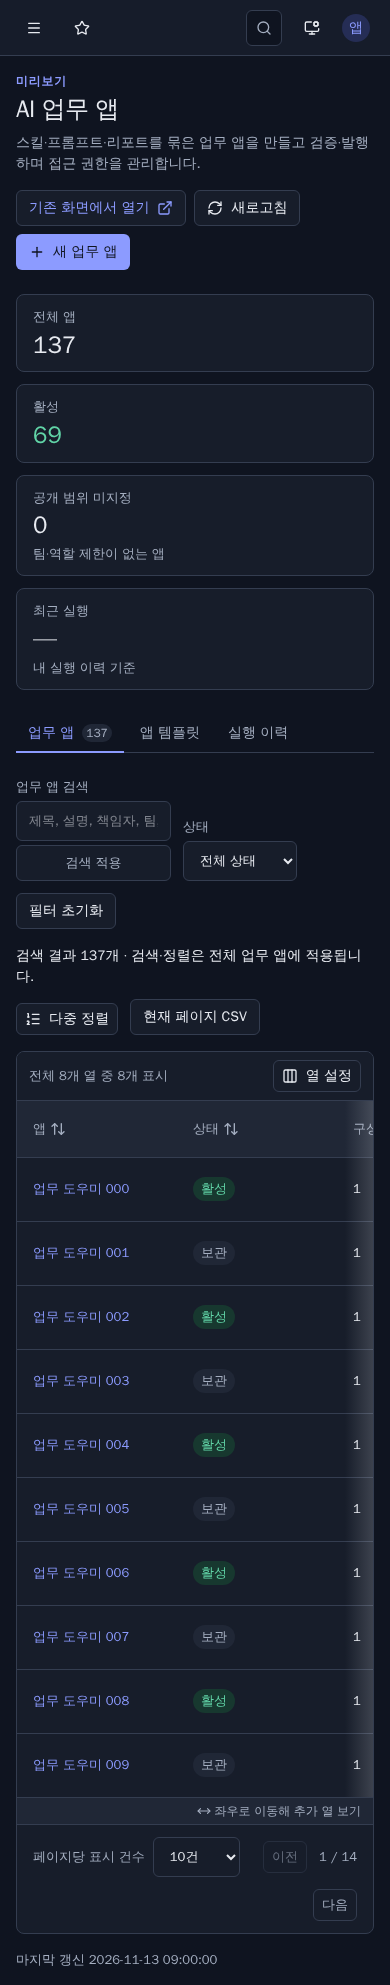 앱
미리보기
AI 업무 앱
스킬·프롬프트·리포트를 묶은 업무 앱을 만들고 검증·발행
하며 접근 권한을 관리합니다.
기존 화면에서 열기
새로고침
새 업무 앱
전체 앱
137
활성
69
공개 범위 미지정
0
팀·역할 제한이 없는 앱
최근 실행
—
내 실행 이력 기준
업무 앱 137 앱 템플릿 실행 이력
업무 앱 검색
제목, 설명, 책임자, 팀
검색 적용
상태
전체 상태
필터 초기화
검색 결과 137개 · 검색·정렬은 전체 업무 앱에 적용됩니
다.
다중 정렬 현재 페이지 CSV
전체 8개 열 중 8개 표시 열 설정
앱 상태 구성
업무 도우미 000 활성 1
업무 도우미 001 보관 1
업무 도우미 002 활성 1
업무 도우미 003 보관 1
업무 도우미 004 활성 1
업무 도우미 005 보관 1
업무 도우미 006 활성 1
업무 도우미 007 보관 1
업무 도우미 008 활성 1
업무 도우미 009 보관 1
좌우로 이동해 추가 열 보기
페이지당 표시 건수 10건 이전 1 / 14
다음
마지막 갱신 2026-11-13 09:00:00